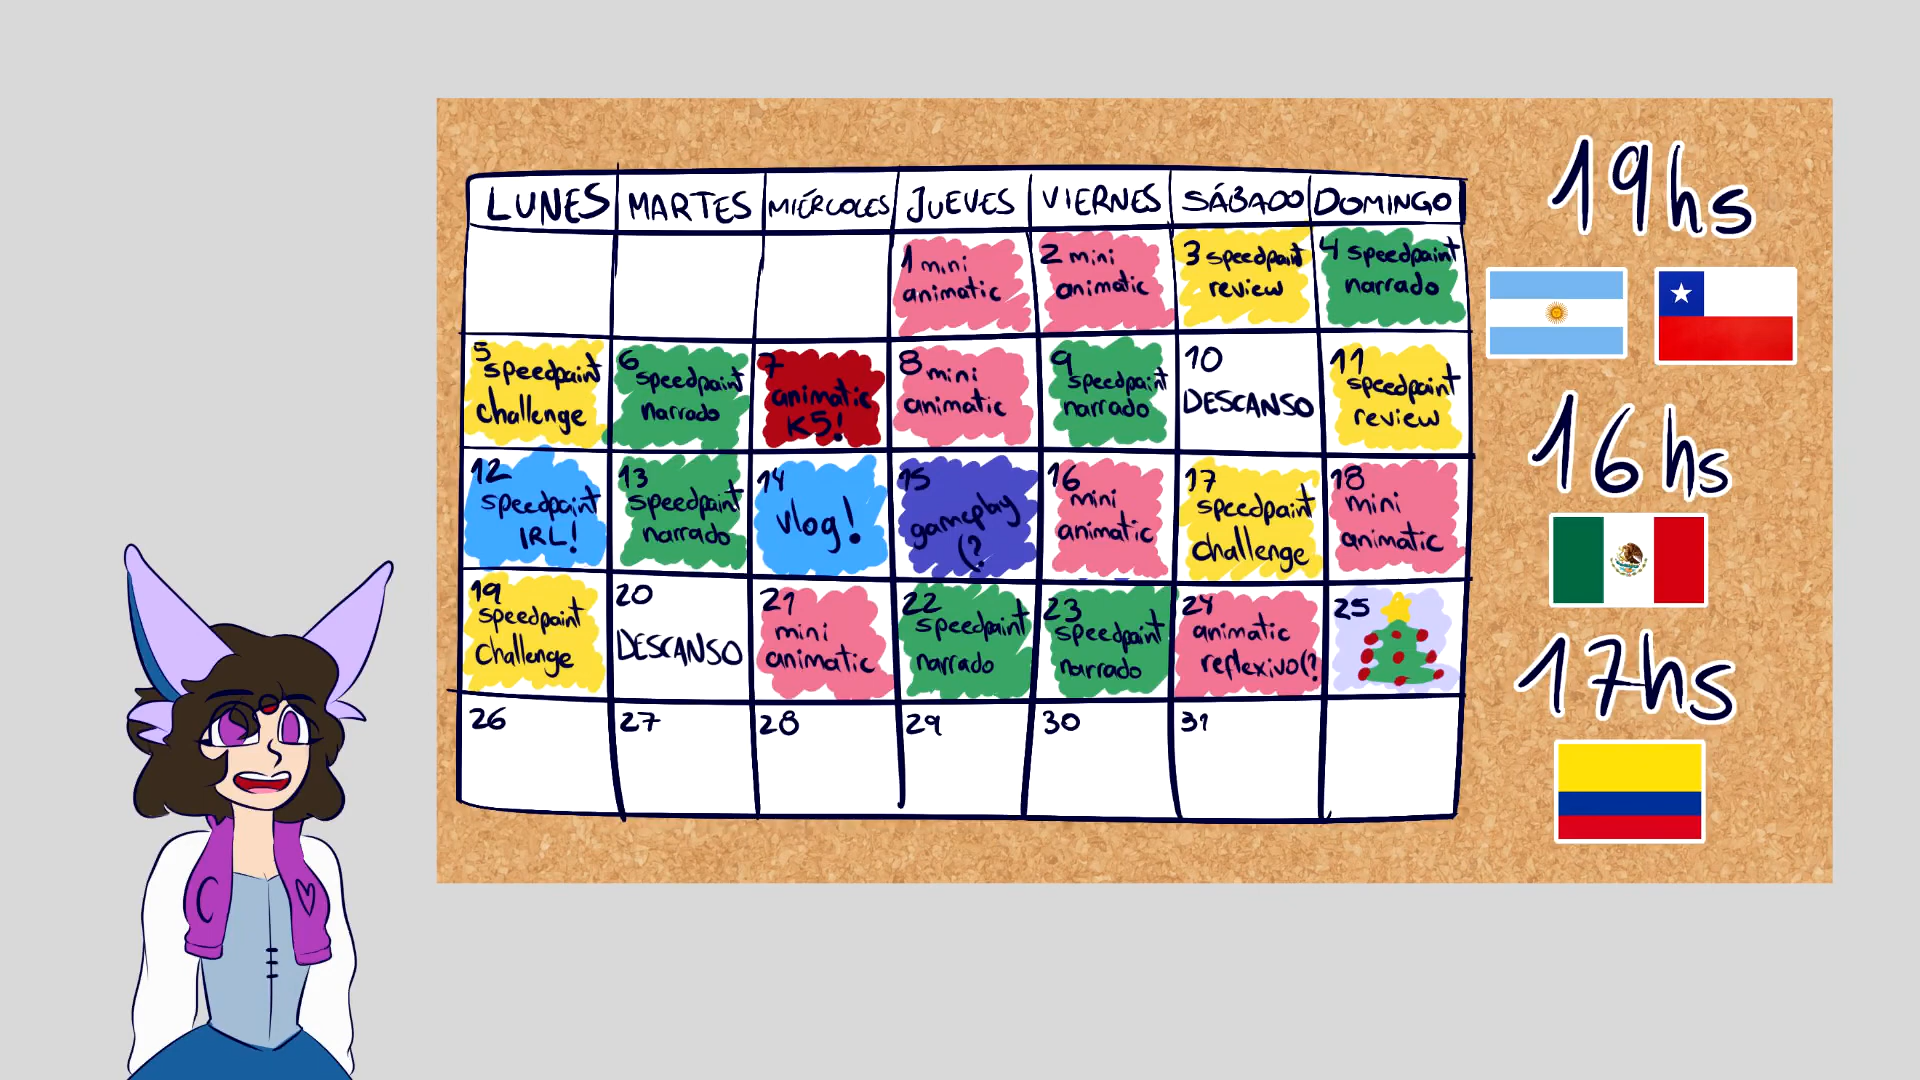 LUNES MARTES MIÉRCOLES JUEVES VIERNES SÁBADO DOMINGO
1 mini
animatic
2 mini
animatic
3 speedpaint
review
4 speedpaint
narrado
5
speedpaint
challenge
6
speedpaint
narrado
7
animatic
K5!
8 mini
animatic
9
speedpaint
narrado
10
DESCANSO
11
speedpaint
review
12
speedpaint
IRL!
13
speedpaint
narrado
14
vlog!
15
gameplay
(?
16
mini
animatic
17
speedpaint
challenge
18
mini
animatic
19
speedpaint
challenge
20
DESCANSO
21
mini
animatic
22
speedpaint
narrado
23
speedpaint
narrado
24
animatic
reflexivo(?
25
26
27
28
29
30
31
19hs
16hs
17hs